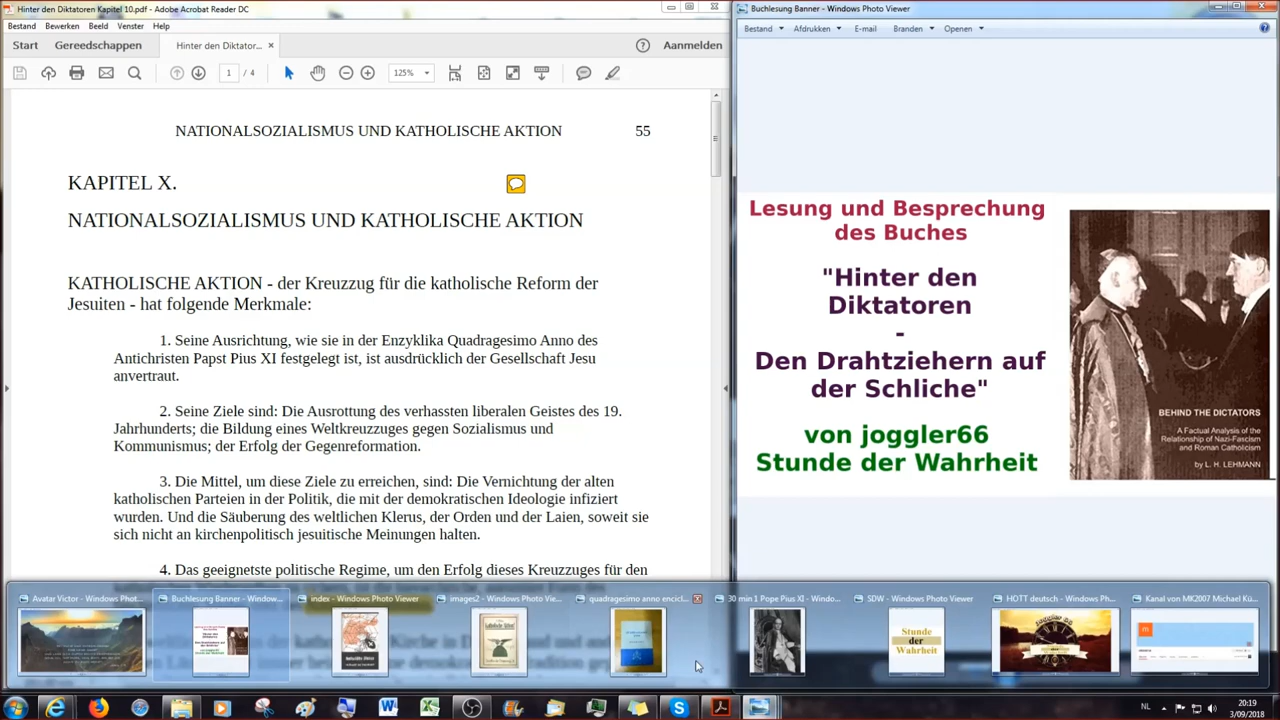 Hinter den Diktatoren Kapitel 10.pdf - Adobe Acrobat Reader DC
Bestand Bewerken Beeld Venster Help
Start Gereedschappen Hinter den Diktator... × Aanmelden
1 / 4 125%
NATIONALSOZIALISMUS UND KATHOLISCHE AKTION 55
KAPITEL X.
NATIONALSOZIALISMUS UND KATHOLISCHE AKTION
KATHOLISCHE AKTION - der Kreuzzug für die katholische Reform der
Jesuiten - hat folgende Merkmale:
1. Seine Ausrichtung, wie sie in der Enzyklika Quadragesimo Anno des
Antichristen Papst Pius XI festgelegt ist, ist ausdrücklich der Gesellschaft Jesu
anvertraut.
2. Seine Ziele sind: Die Ausrottung des verhassten liberalen Geistes des 19.
Jahrhunderts; die Bildung eines Weltkreuzzuges gegen Sozialismus und
Kommunismus; der Erfolg der Gegenreformation.
3. Die Mittel, um diese Ziele zu erreichen, sind: Die Vernichtung der alten
katholischen Parteien in der Politik, die mit der demokratischen Ideologie infiziert
wurden. Und die Säuberung des weltlichen Klerus, der Orden und der Laien, soweit sie
sich nicht an kirchenpolitisch jesuitische Meinungen halten.
4. Das geeignetste politische Regime, um den Erfolg dieses Kreuzzuges für den
Buchlesung Banner - Windows Photo Viewer
Bestand Afdrukken E-mail Branden Openen
Lesung und Besprechung
des Buches
"Hinter den
Diktatoren
-
Den Drahtziehern auf
der Schliche"
von joggler66
Stunde der Wahrheit
BEHIND THE DICTATORS
A Factual Analysis of the
Relationship of Nazi-Fascism
and Roman Catholicism
by L. H. LEHMANN
Avatar Victor - Windows Phot...
Buchlesung Banner - Window...
index - Windows Photo Viewer
images2 - Windows Photo Vie...
quadragesimo anno encicl...
30 min 1 Pope Pius XI - Windo...
SDW - Windows Photo Viewer
HOTT deutsch - Windows Ph...
Kanal von MK2007 Michael Kü...
Stunde
der
Wahrheit
NL
20:19
3/09/2018